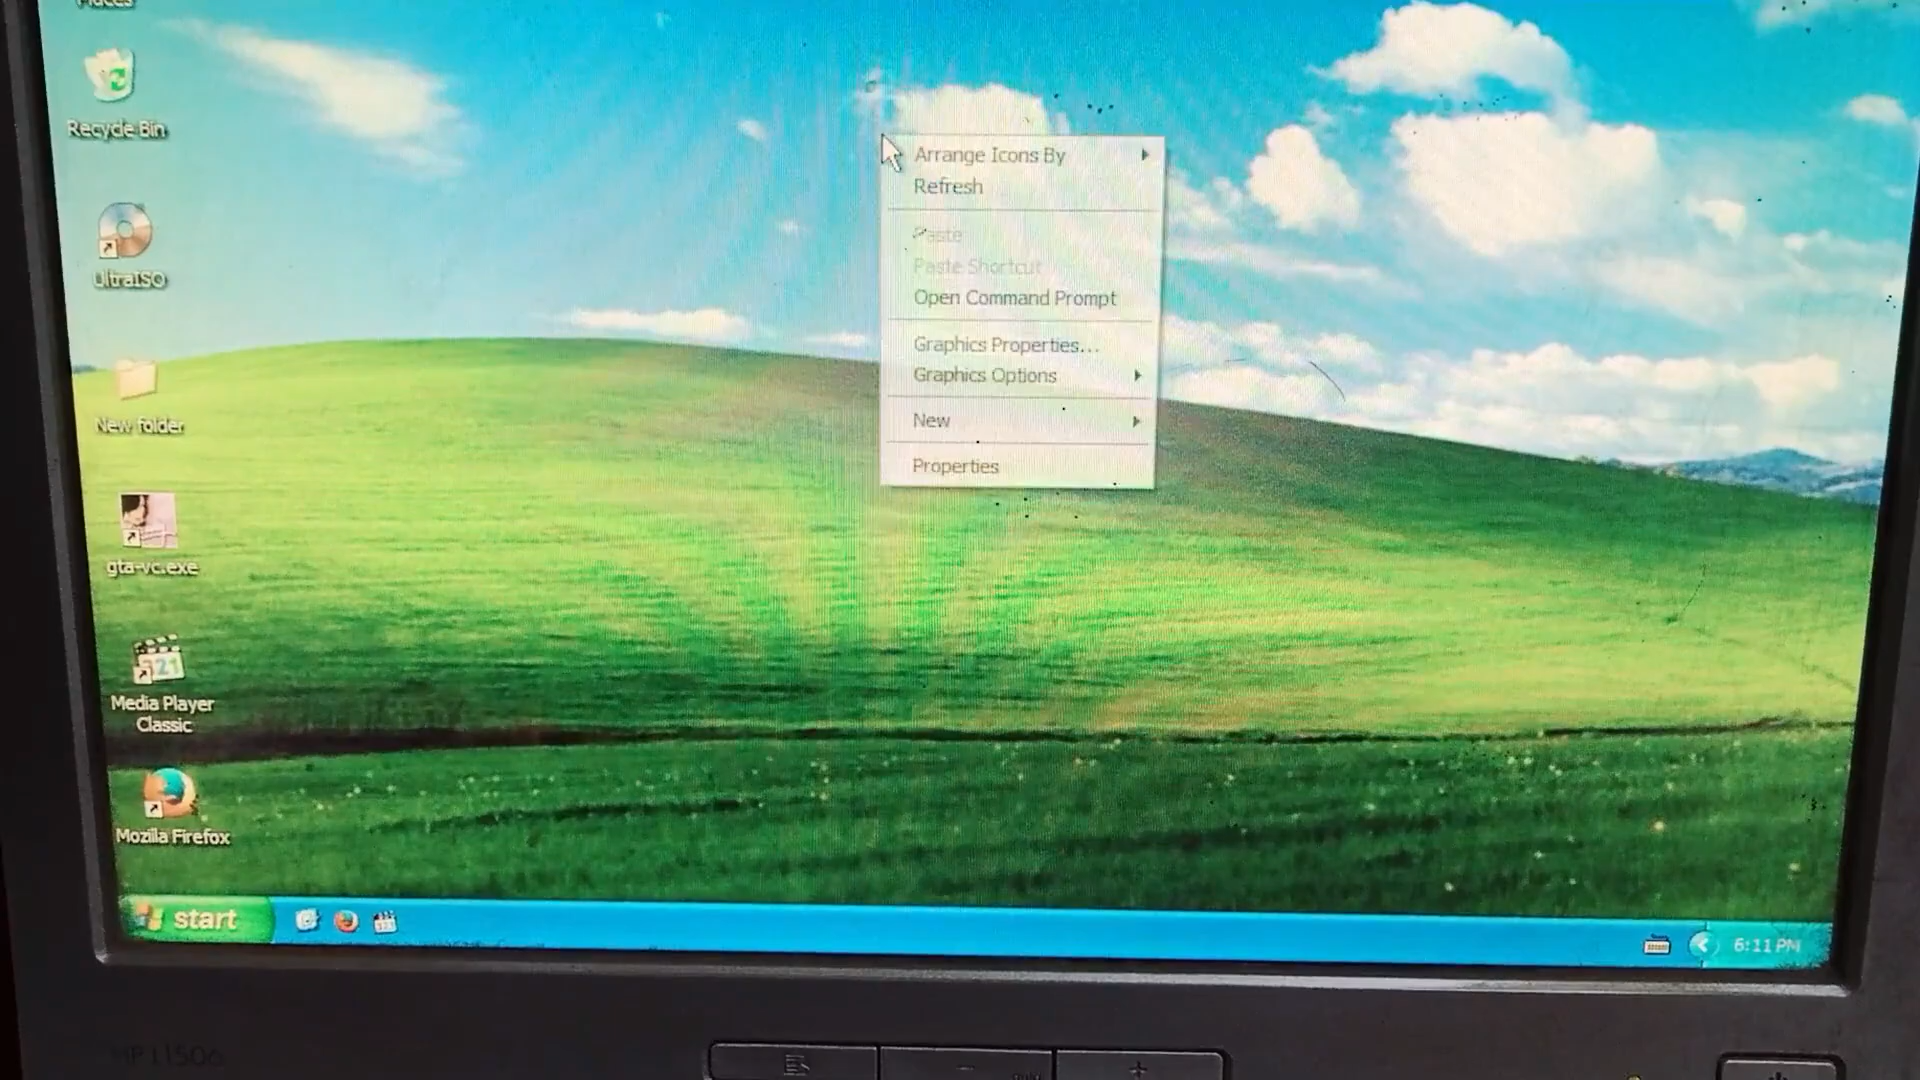 Places
Recycle Bin
UltraISO
New folder
gta-vc.exe
Media Player
Classic
Mozilla Firefox
Arrange Icons By
Refresh
Paste
Paste Shortcut
Open Command Prompt
Graphics Properties...
Graphics Options
New
Properties
start
6:11 PM